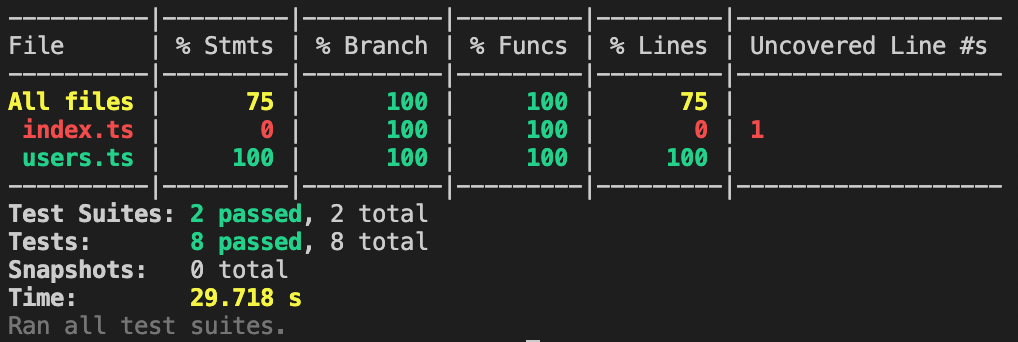 ----------|---------|----------|---------|---------|-------------------
File      | % Stmts | % Branch | % Funcs | % Lines | Uncovered Line #s
----------|---------|----------|---------|---------|-------------------
All files |      75 |      100 |     100 |      75 |
 index.ts |       0 |      100 |     100 |       0 | 1
 users.ts |     100 |      100 |     100 |     100 |
----------|---------|----------|---------|---------|-------------------
Test Suites: 2 passed, 2 total
Tests:       8 passed, 8 total
Snapshots:   0 total
Time:        29.718 s
Ran all test suites.